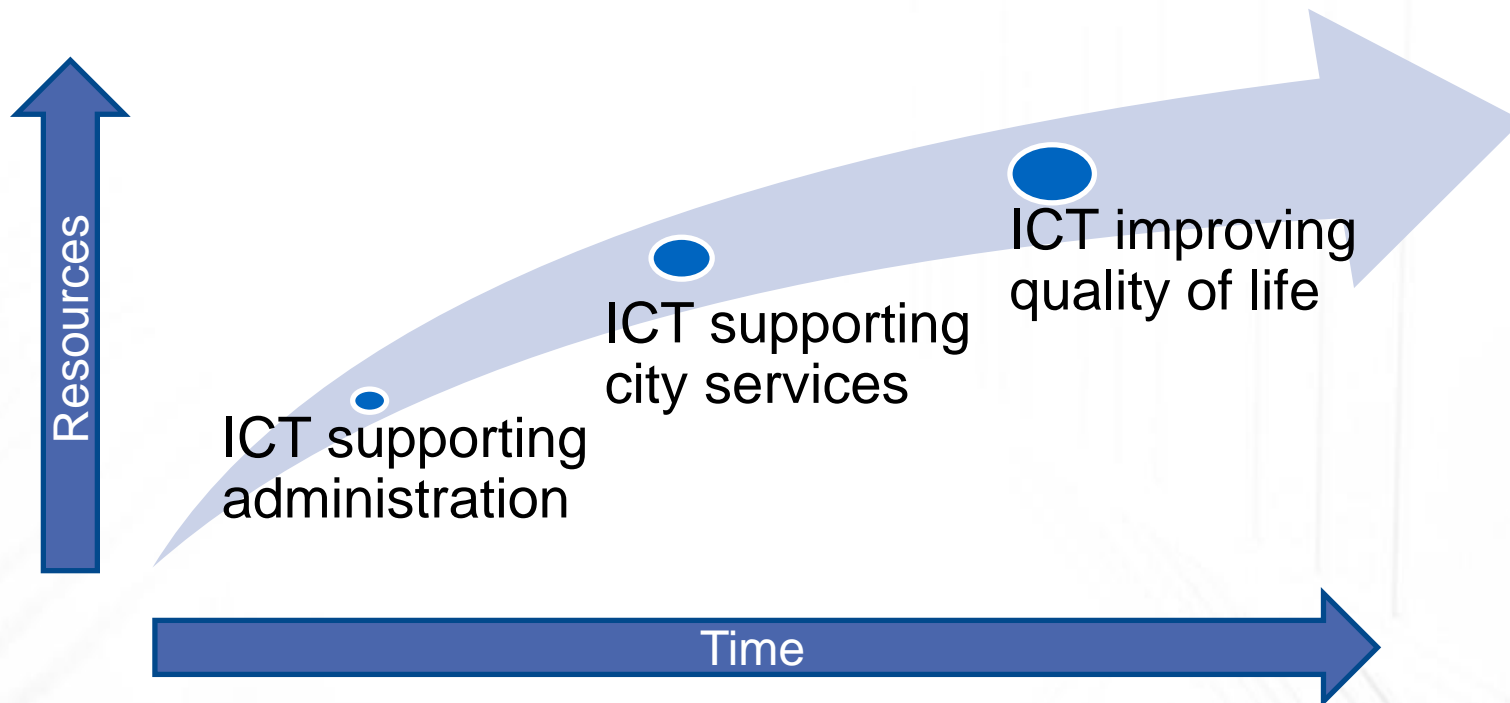 Resources
ICT improving
quality of life
ICT supporting
city services
ICT supporting
administration
Time